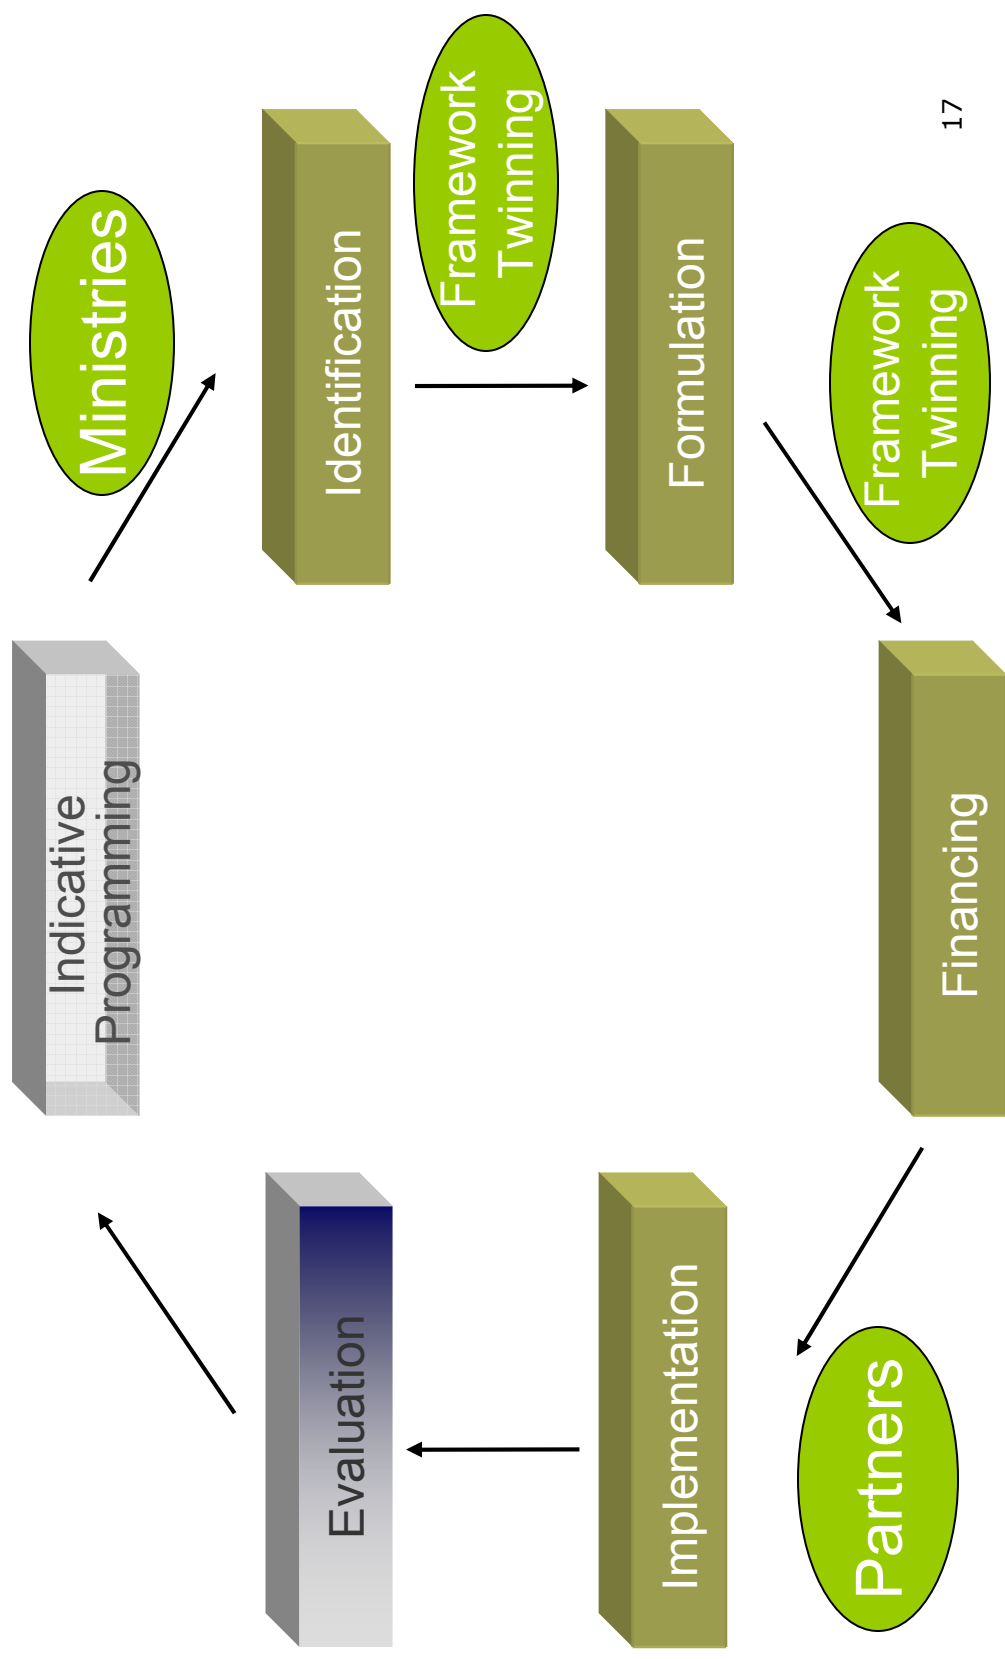 Indicative
Programming
Ministries
Identification
Framework
Twinning
Formulation
Framework
Twinning
Financing
Partners
Implementation
Evaluation
17